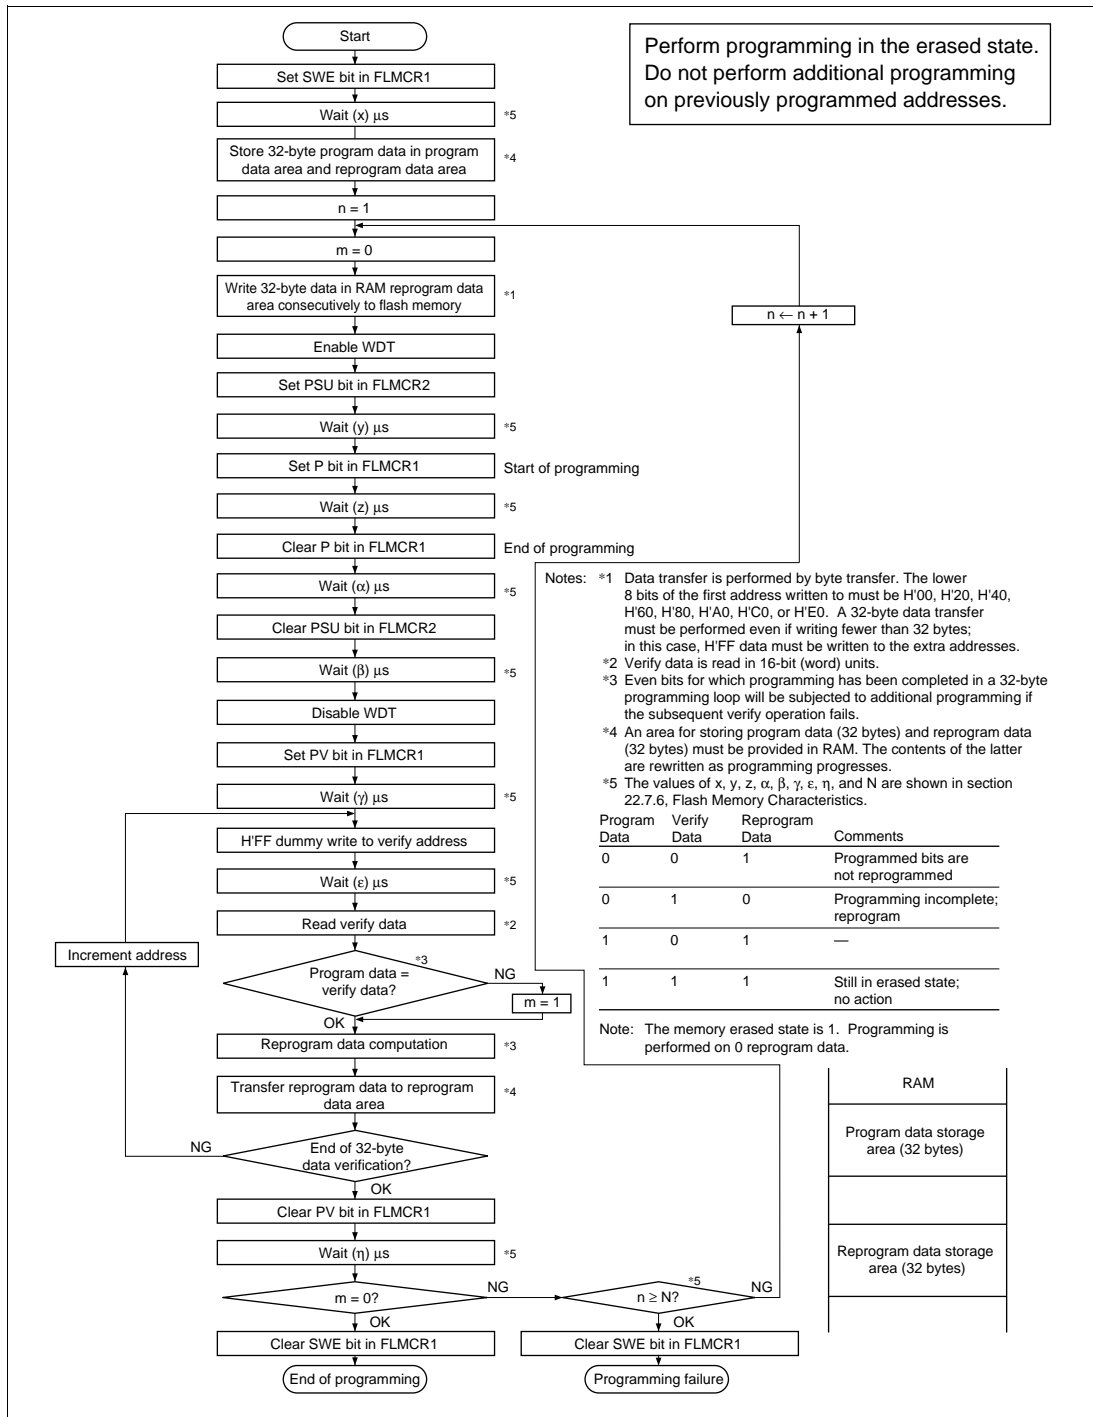 Start
Perform programming in the erased state.
Do not perform additional programming
on previously programmed addresses.
Set SWE bit in FLMCR1
Wait (x) μs *5
Store 32-byte program data in program
data area and reprogram data area *4
n = 1
m = 0
Write 32-byte data in RAM reprogram data
area consecutively to flash memory *1
n ← n + 1
Enable WDT
Set PSU bit in FLMCR2
Wait (y) μs *5
Set P bit in FLMCR1 Start of programming
Wait (z) μs *5
Clear P bit in FLMCR1 End of programming
Wait (α) μs *5
Clear PSU bit in FLMCR2
Wait (β) μs *5
Disable WDT
Set PV bit in FLMCR1
Wait (γ) μs *5
H'FF dummy write to verify address
Wait (ε) μs *5
Read verify data *2
Increment address
Program data =
verify data? *3
NG
m = 1
OK
Reprogram data computation *3
Transfer reprogram data to reprogram
data area *4
NG
End of 32-byte
data verification?
OK
Clear PV bit in FLMCR1
Wait (η) μs *5
m = 0?
NG
n ≥ N? *5
NG
OK
OK
Clear SWE bit in FLMCR1
Clear SWE bit in FLMCR1
End of programming
Programming failure
Notes: *1 Data transfer is performed by byte transfer. The lower
8 bits of the first address written to must be H'00, H'20, H'40,
H'60, H'80, H'A0, H'C0, or H'E0. A 32-byte data transfer
must be performed even if writing fewer than 32 bytes;
in this case, H'FF data must be written to the extra addresses.
*2 Verify data is read in 16-bit (word) units.
*3 Even bits for which programming has been completed in a 32-byte
programming loop will be subjected to additional programming if
the subsequent verify operation fails.
*4 An area for storing program data (32 bytes) and reprogram data
(32 bytes) must be provided in RAM. The contents of the latter
are rewritten as programming progresses.
*5 The values of x, y, z, α, β, γ, ε, η, and N are shown in section
22.7.6, Flash Memory Characteristics.
Program Verify Reprogram
Data Data Data Comments
0 0 1 Programmed bits are
not reprogrammed
0 1 0 Programming incomplete;
reprogram
1 0 1 —
1 1 1 Still in erased state;
no action
Note: The memory erased state is 1. Programming is
performed on 0 reprogram data.
RAM
Program data storage
area (32 bytes)
Reprogram data storage
area (32 bytes)